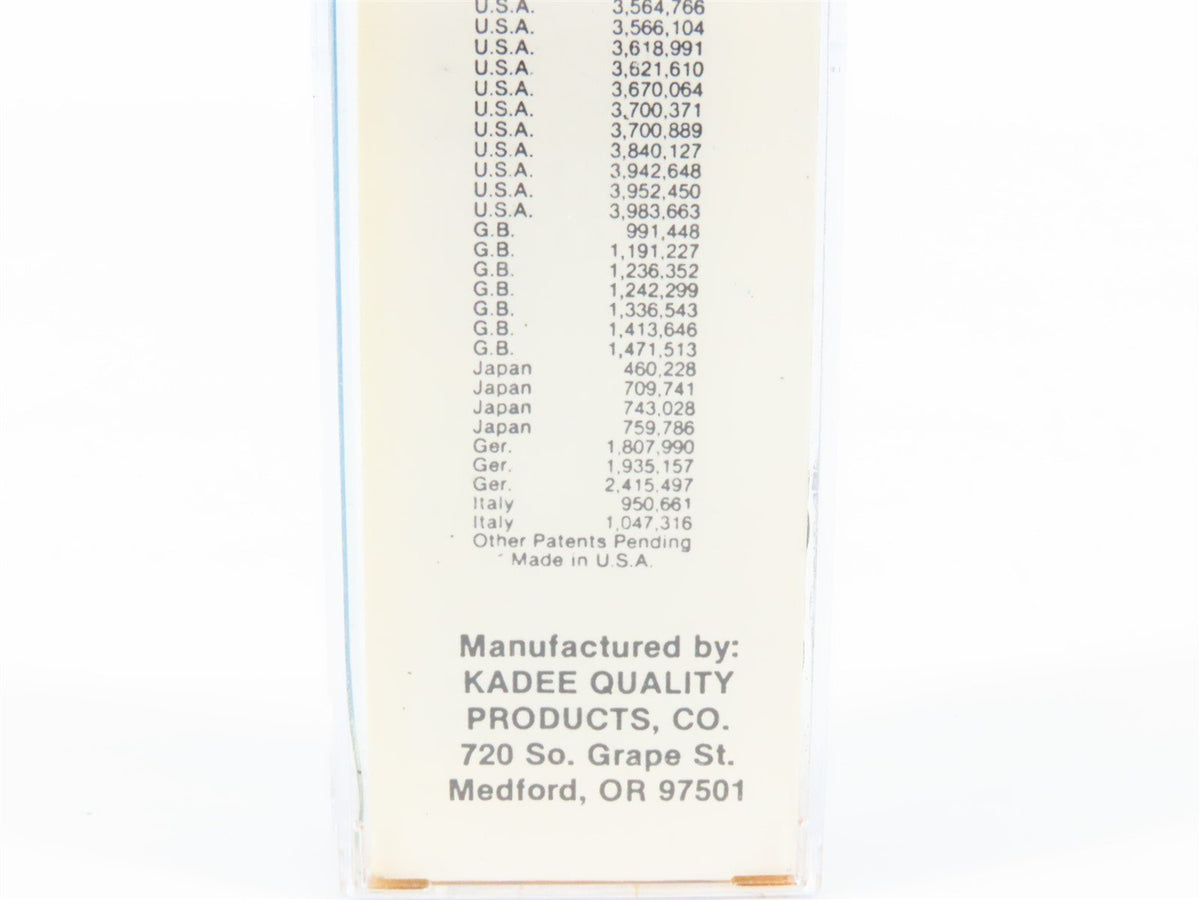 U.S.A. 3,564,766
U.S.A. 3,566,104
U.S.A. 3,618,991
U.S.A. 3,621,610
U.S.A. 3,670,064
U.S.A. 3,700,371
U.S.A. 3,700,889
U.S.A. 3,840,127
U.S.A. 3,942,648
U.S.A. 3,952,450
U.S.A. 3,983,663
G.B. 991,448
G.B. 1,191,227
G.B. 1,236,352
G.B. 1,242,299
G.B. 1,336,543
G.B. 1,413,646
G.B. 1,471,513
Japan 460,228
Japan 709,741
Japan 743,028
Japan 759,786
Ger. 1,807,990
Ger. 1,935,157
Ger. 2,415,497
Italy 950,661
Italy 1,047,316
Other Patents Pending
Made in U.S.A.
Manufactured by:
KADEE QUALITY
PRODUCTS, CO.
720 So. Grape St.
Medford, OR 97501